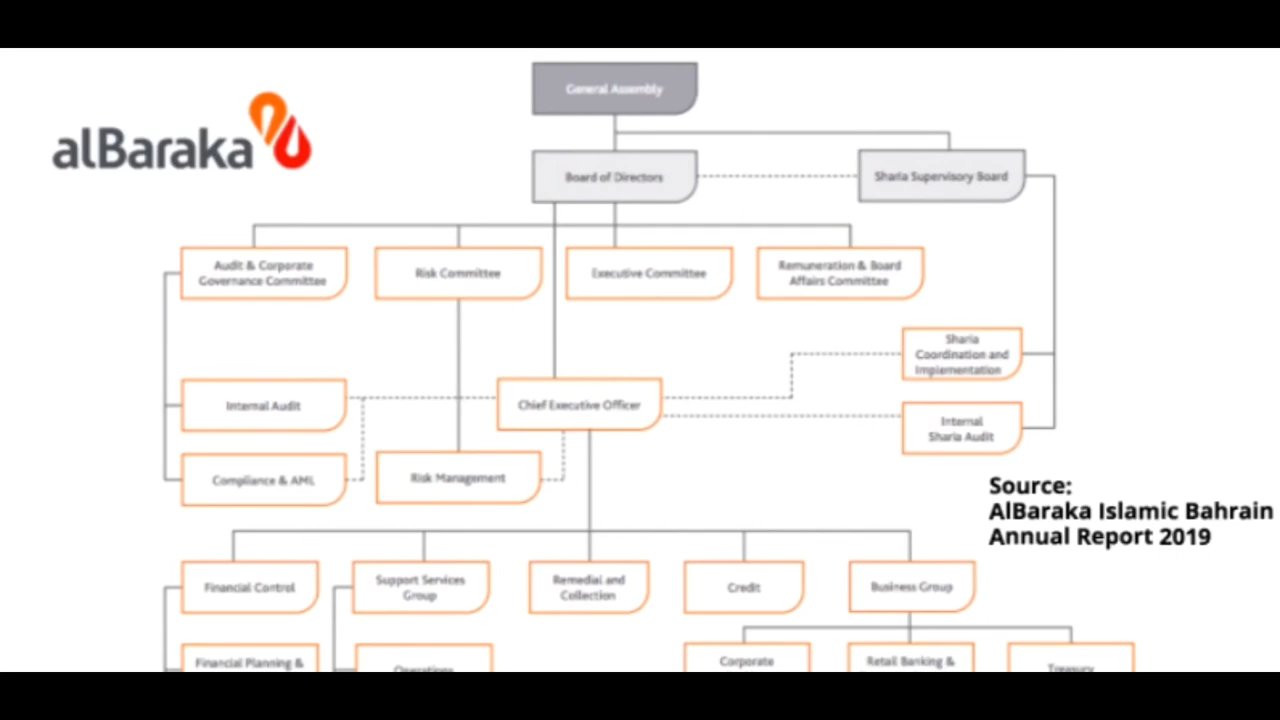 alBaraka
General Assembly
Board of Directors
Sharia Supervisory Board
Audit & Corporate
Governance Committee
Risk Committee
Executive Committee
Remuneration & Board
Affairs Committee
Sharia
Coordination and
Implementation
Internal Audit
Chief Executive Officer
Internal
Sharia Audit
Compliance & AML
Risk Management
Source:
AlBaraka Islamic Bahrain
Annual Report 2019
Financial Control
Support Services
Group
Remedial and
Collection
Credit
Business Group
Financial Planning &
Operations
Corporate
Retail Banking &
Treasury